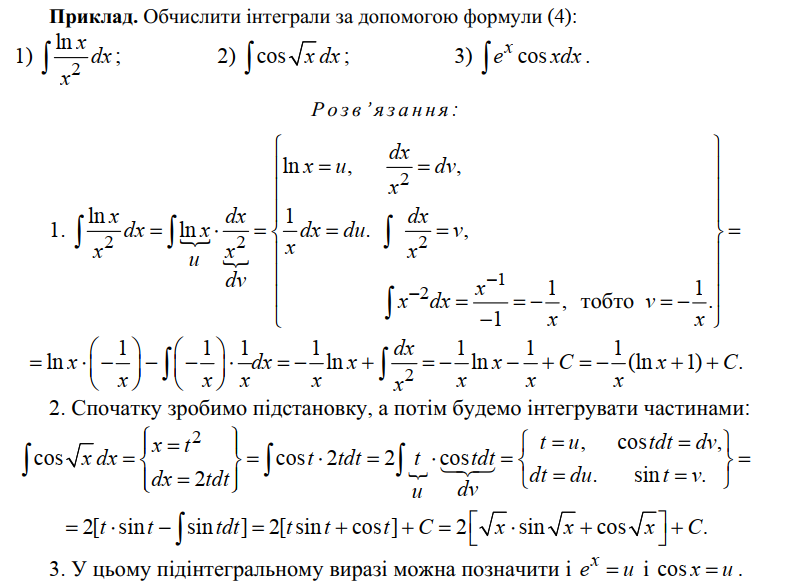 Приклад. Обчислити інтеграли за допомогою формули (4):
1) ∫ ln x / x² dx ; 2) ∫ cos √x dx ; 3) ∫ eˣ cos xdx .
Розв’язання:
1. ∫ ln x / x² dx = ∫ ln x (u) · dx / x² (dv) = { ln x = u, dx / x² = dv,
1/x dx = du. ∫ dx / x² = v,
∫ x⁻² dx = x⁻¹ / −1 = − 1/x , тобто v = − 1/x . } =
= ln x · (− 1/x) − ∫ (− 1/x) · 1/x dx = − 1/x ln x + ∫ dx / x² = − 1/x ln x − 1/x + C = − 1/x (ln x + 1) + C.
2. Спочатку зробимо підстановку, а потім будемо інтегрувати частинами:
∫ cos √x dx = { x = t² dx = 2tdt } = ∫ cos t · 2tdt = 2 ∫ t (u) · cos tdt (dv) = { t = u, cos tdt = dv, dt = du. sin t = v. } =
= 2[t · sin t − ∫ sin tdt] = 2[t sin t + cos t] + C = 2[√x · sin √x + cos √x] + C.
3. У цьому підінтегральному виразі можна позначити і eˣ = u і cos x = u .